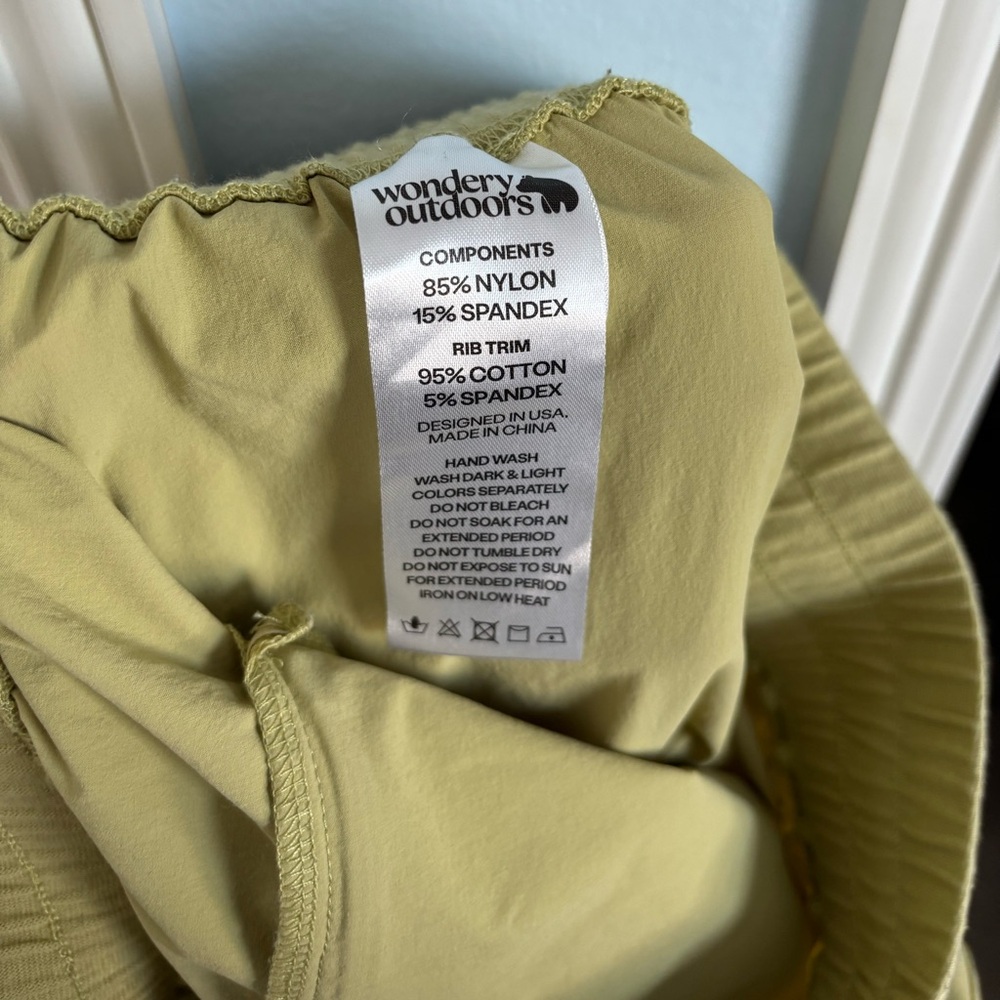 wondery
outdoors
COMPONENTS
85% NYLON
15% SPANDEX
RIB TRIM
95% COTTON
5% SPANDEX
DESIGNED IN USA.
MADE IN CHINA
HAND WASH
WASH DARK & LIGHT
COLORS SEPARATELY
DO NOT BLEACH
DO NOT SOAK FOR AN
EXTENDED PERIOD
DO NOT TUMBLE DRY
DO NOT EXPOSE TO SUN
FOR EXTENDED PERIOD
IRON ON LOW HEAT